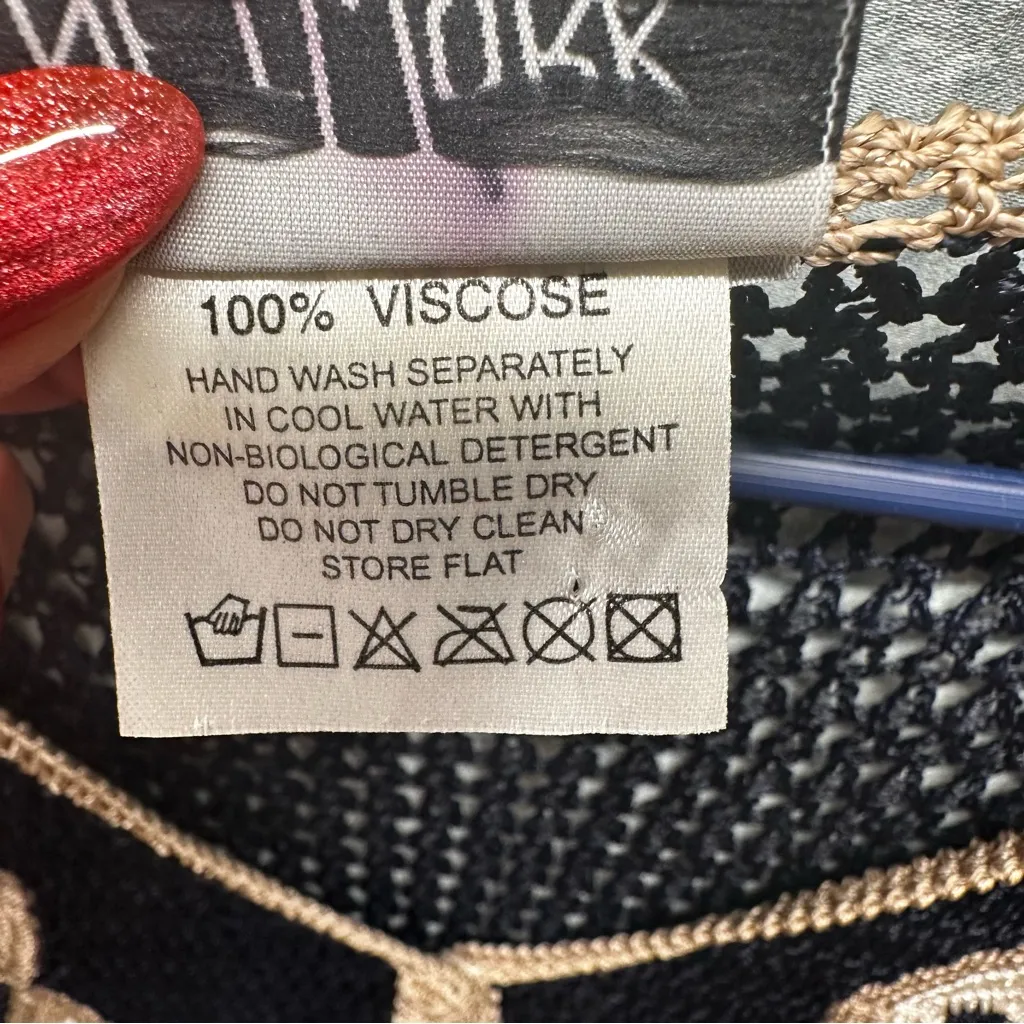 YORK
100% VISCOSE
HAND WASH SEPARATELY
IN COOL WATER WITH
NON-BIOLOGICAL DETERGENT
DO NOT TUMBLE DRY
DO NOT DRY CLEAN
STORE FLAT